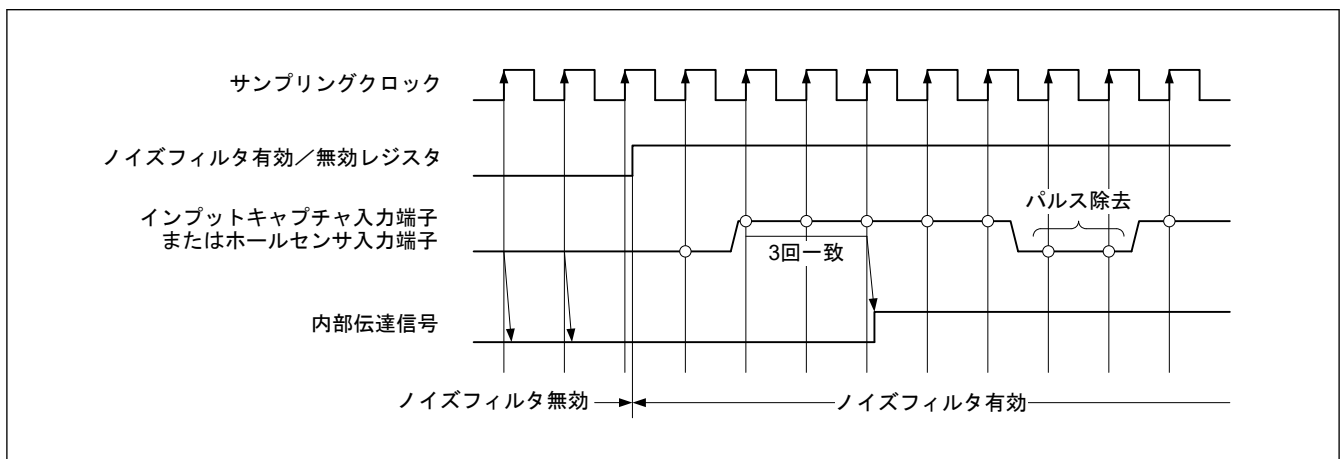 サンプリングクロック
ノイズフィルタ有効／無効レジスタ
インプットキャプチャ入力端子
またはホールセンサ入力端子
パルス除去
3回一致
内部伝達信号
ノイズフィルタ無効
ノイズフィルタ有効